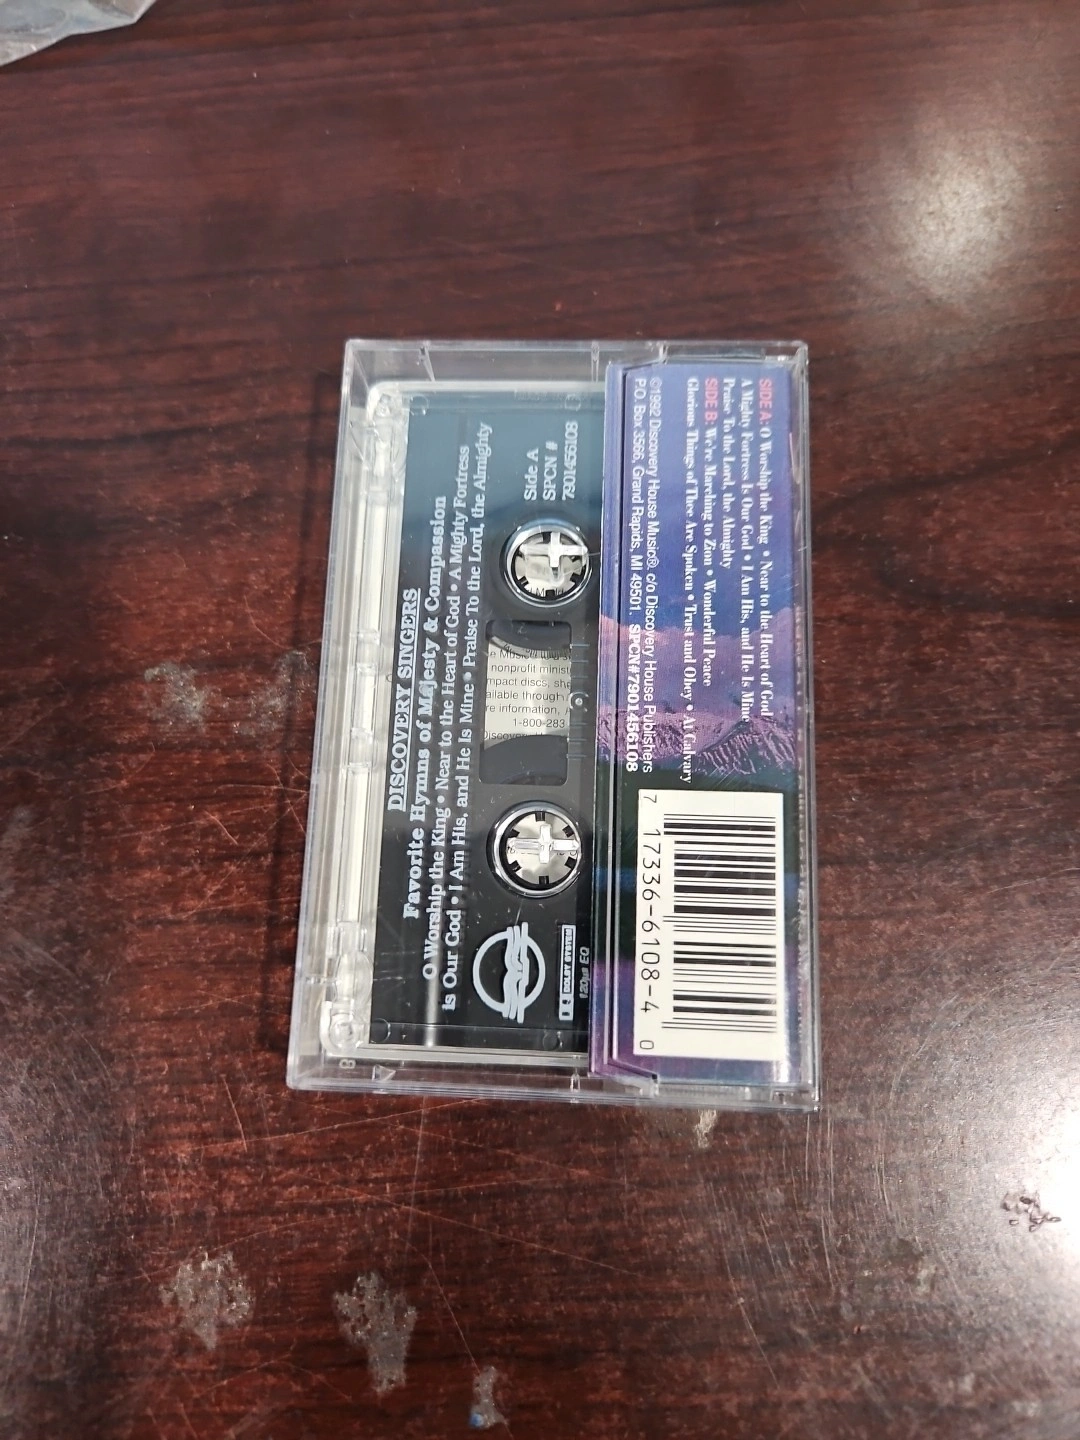 DISCOVERY SINGERS
Favorite Hymns of Majesty & Compassion
O Worship the King • Near to the Heart of God • A Mighty Fortress
is Our God • I Am His, and He Is Mine • Praise To the Lord, the Almighty
Side A
SPCN #
7901456108
nonprofit
mpact discs, she
ailable through
re information,
1-800-283
DOLBY SYSTEM
120µs EQ
SIDE A: O Worship the King • Near to the Heart of God
A Mighty Fortress Is Our God • I Am His, and He Is Mine
Praise To the Lord, the Almighty
SIDE B: We're Marching to Zion • Wonderful Peace
Glorious Things of Thee Are Spoken • Trust and Obey • At Calvary
©1992 Discovery House Music®, c/o Discovery House Publishers
P.O. Box 3566, Grand Rapids, MI 49501. SPCN#7901456108
7 17336-6108-4 0